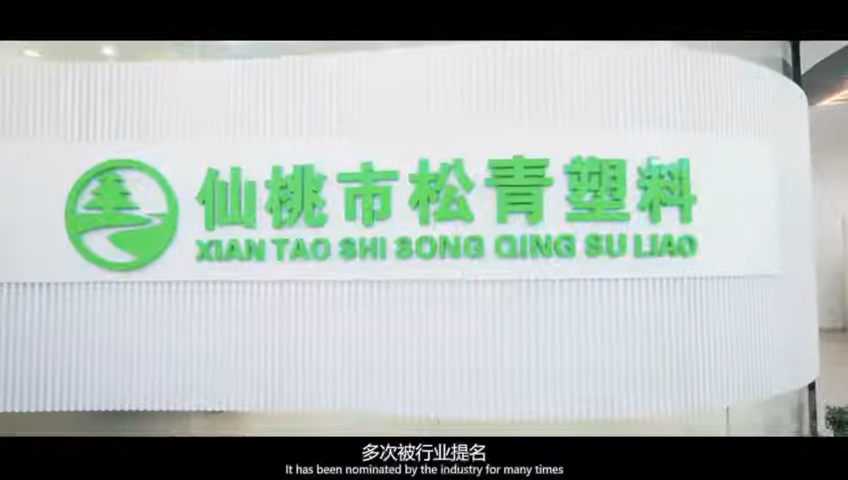 仙桃市松青塑料
XIAN TAO SHI SONG QING SU LIAO
多次被行业提名
It has been nominated by the industry for many times